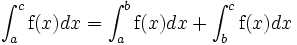 ∫_a^c f(x)dx = ∫_a^b f(x)dx + ∫_b^c f(x)dx